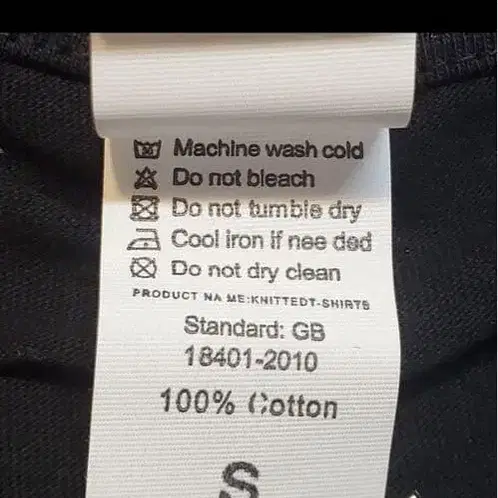 Machine wash cold
Do not bleach
Do not tumble dry
Cool iron if nee ded
Do not dry clean
PRODUCT NA ME:KNITTEDT-SHIRTS
Standard: GB
18401-2010
100% Cotton
S